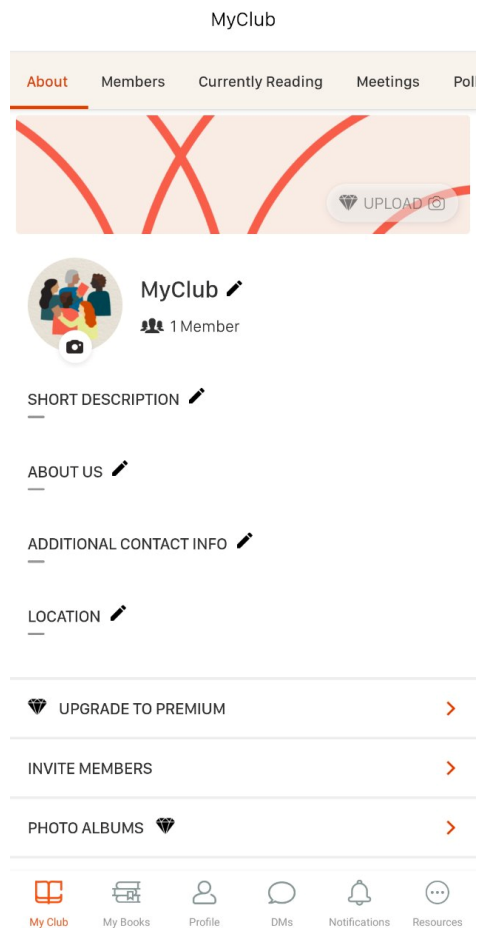 MyClub
About Members Currently Reading Meetings Pol
UPLOAD
MyClub
1 Member
SHORT DESCRIPTION
ABOUT US
ADDITIONAL CONTACT INFO
LOCATION
UPGRADE TO PREMIUM
INVITE MEMBERS
PHOTO ALBUMS
My Club My Books Profile DMs Notifications Resources